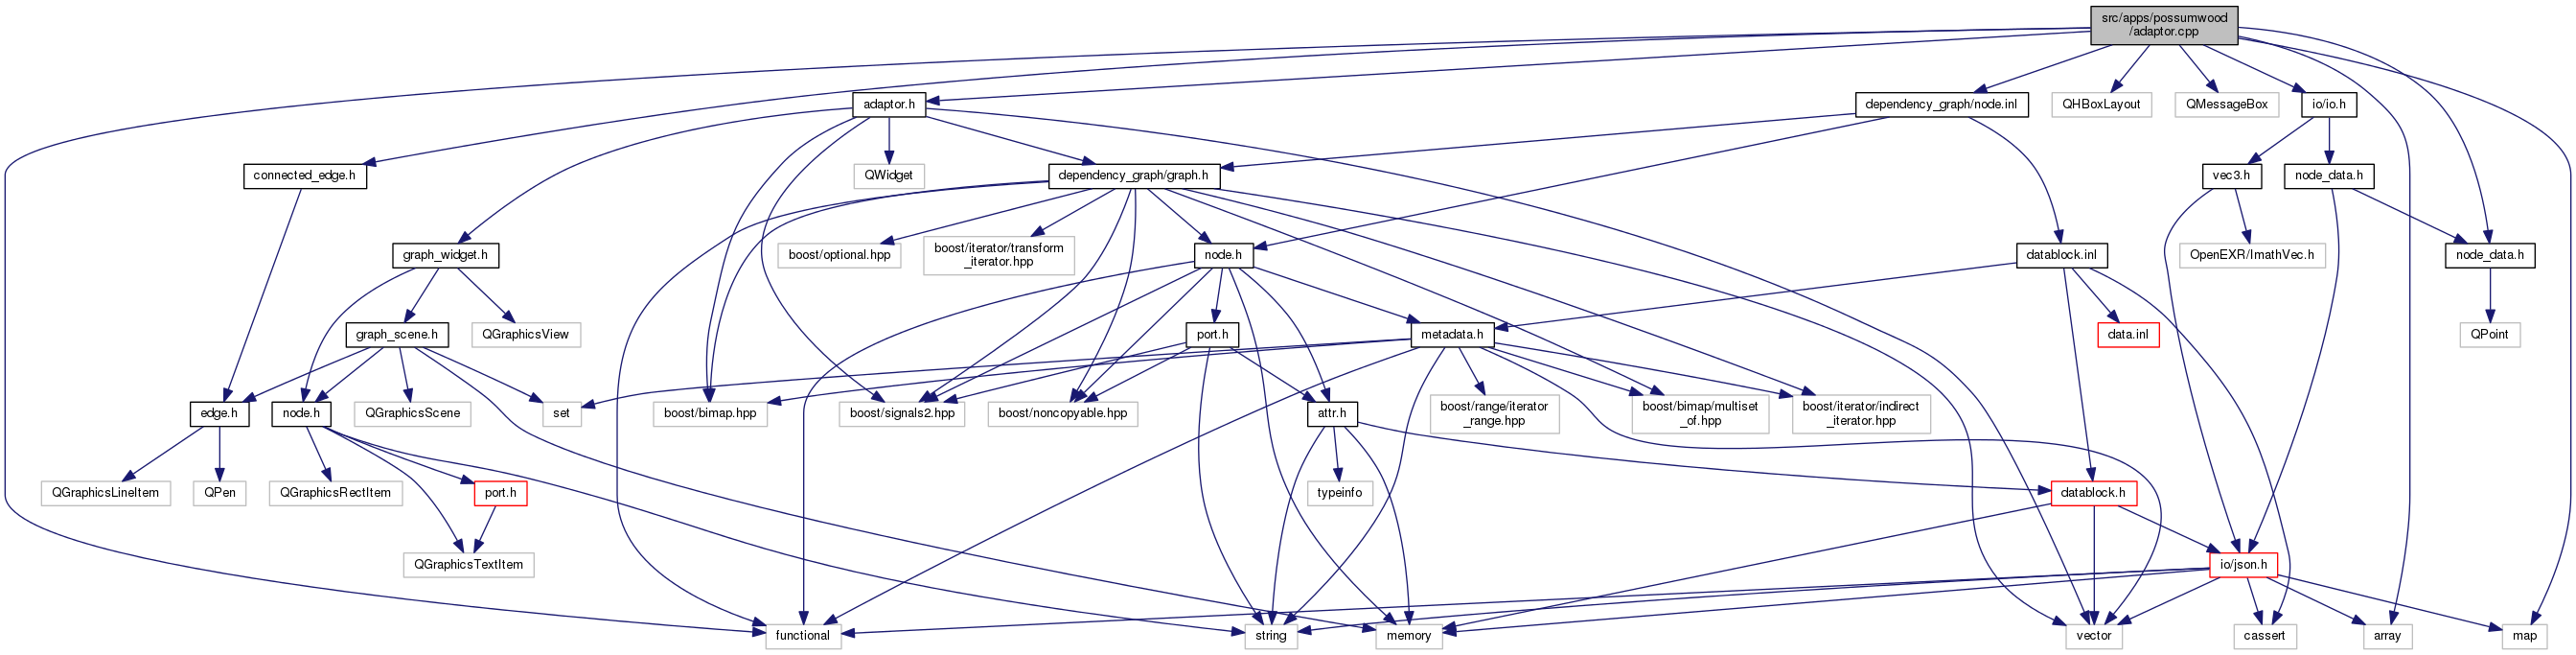 src/apps/possumwood
/adaptor.cpp
adaptor.h
dependency_graph/node.inl
QHBoxLayout
QMessageBox
io/io.h
connected_edge.h
QWidget
dependency_graph/graph.h
vec3.h
node_data.h
graph_widget.h
boost/optional.hpp
boost/iterator/transform
_iterator.hpp
node.h
datablock.inl
OpenEXR/ImathVec.h
node_data.h
graph_scene.h
QGraphicsView
port.h
metadata.h
data.inl
QPoint
edge.h
node.h
QGraphicsScene
set
boost/bimap.hpp
boost/signals2.hpp
boost/noncopyable.hpp
attr.h
boost/range/iterator
_range.hpp
boost/bimap/multiset
_of.hpp
boost/iterator/indirect
_iterator.hpp
QGraphicsLineItem
QPen
QGraphicsRectItem
port.h
typeinfo
datablock.h
QGraphicsTextItem
io/json.h
functional
string
memory
vector
cassert
array
map